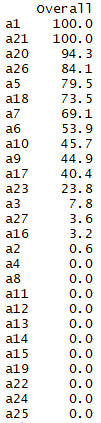 Overall
a1 100.0
a21 100.0
a20 94.3
a26 84.1
a5 79.5
a18 73.5
a7 69.1
a6 53.9
a10 45.7
a9 44.9
a17 40.4
a23 23.8
a3 7.8
a27 3.6
a16 3.2
a2 0.6
a4 0.0
a8 0.0
a11 0.0
a12 0.0
a13 0.0
a14 0.0
a15 0.0
a19 0.0
a22 0.0
a24 0.0
a25 0.0